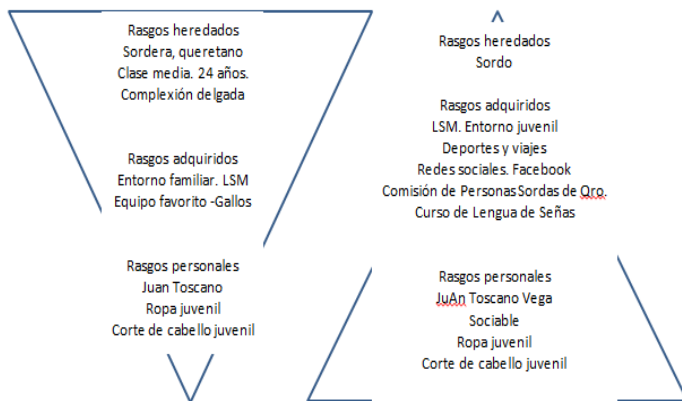 Rasgos heredados
Sordera, queretano
Clase media. 24 años.
Complexión delgada
Rasgos adquiridos
Entorno familiar. LSM
Equipo favorito -Gallos
Rasgos personales
Juan Toscano
Ropa juvenil
Corte de cabello juvenil
Rasgos heredados
Sordo
Rasgos adquiridos
LSM. Entorno juvenil
Deportes y viajes
Redes sociales. Facebook
Comisión de Personas Sordas de Qro.
Curso de Lengua de Señas
Rasgos personales
JuAn Toscano Vega
Sociable
Ropa juvenil
Corte de cabello juvenil